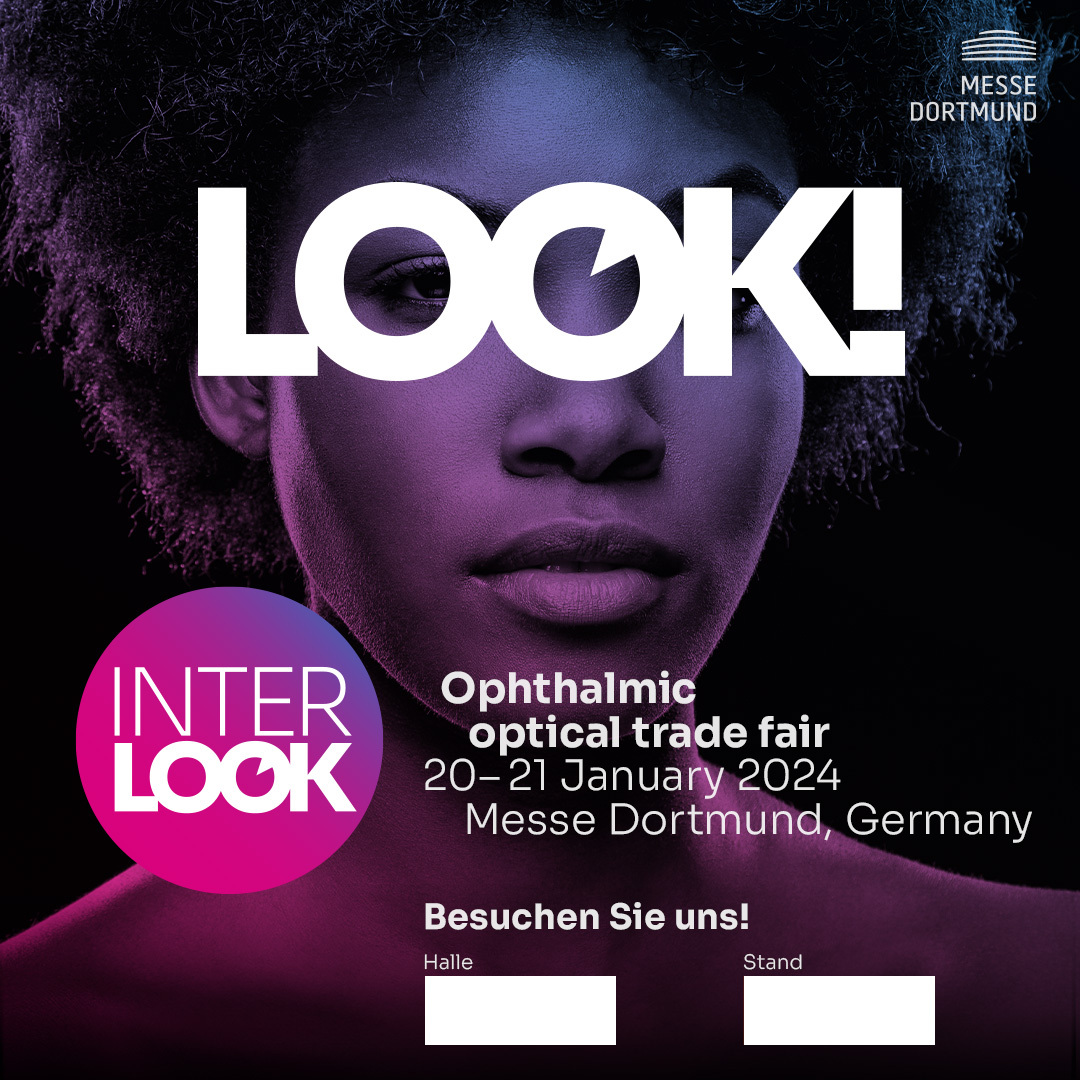 MESSE
DORTMUND
LOOK!
INTER
LOOK
Ophthalmic
optical trade fair
20–21 January 2024
Messe Dortmund, Germany
Besuchen Sie uns!
Halle
Stand